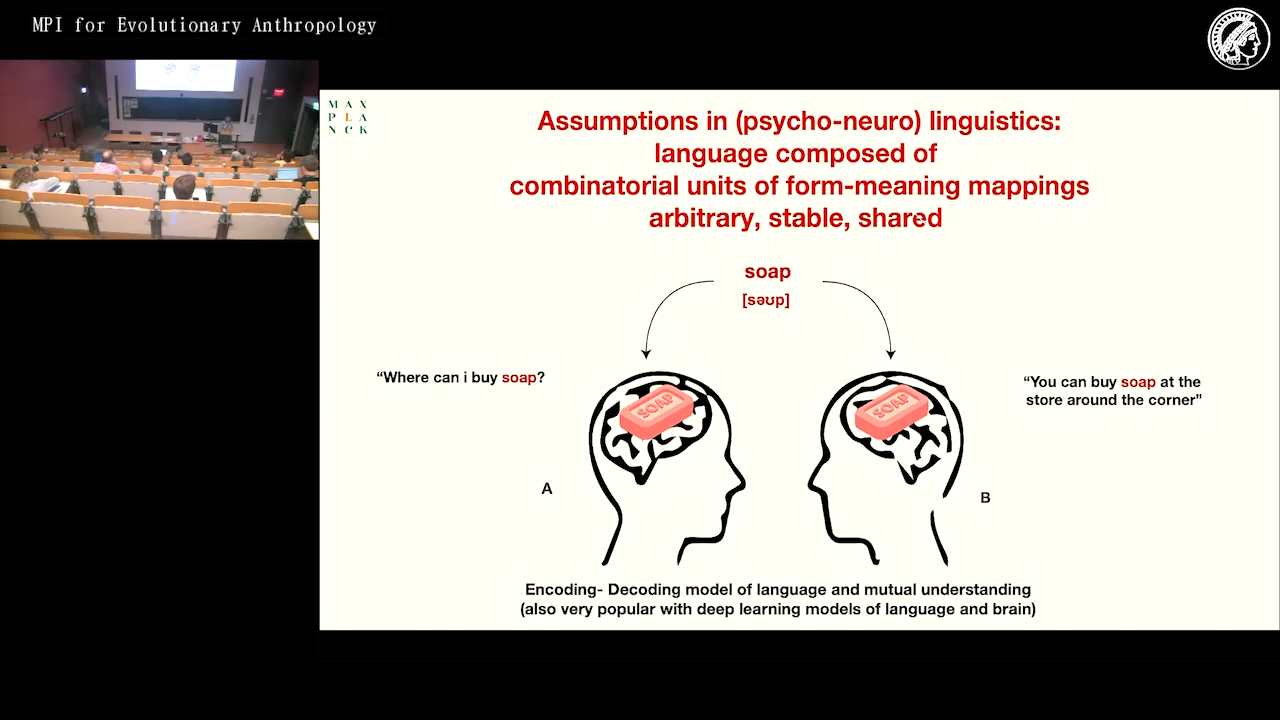 MPI for Evolutionary Anthropology
MAX
PLA
NCK
Assumptions in (psycho-neuro) linguistics:
language composed of
combinatorial units of form-meaning mappings
arbitrary, stable, shared
soap
[səʊp]
“Where can i buy soap?
“You can buy soap at the
store around the corner”
SOAP
SOAP
A
B
Encoding- Decoding model of language and mutual understanding
(also very popular with deep learning models of language and brain)